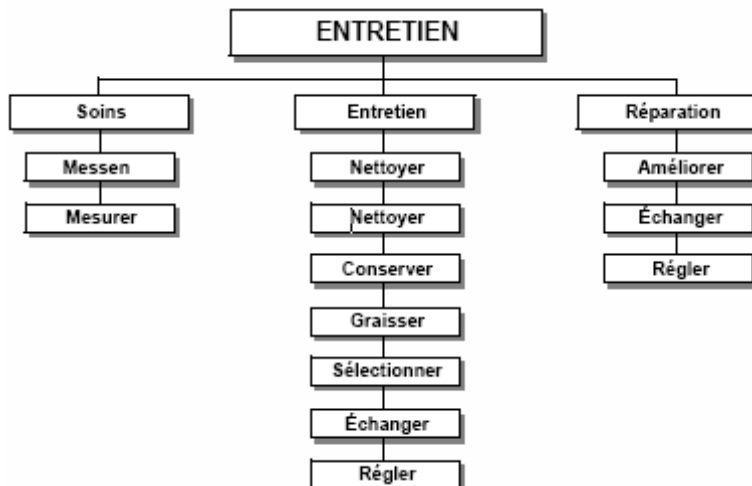 ENTRETIEN
Soins
Entretien
Réparation
Messen
Nettoyer
Améliorer
Mesurer
Nettoyer
Échanger
Conserver
Régler
Graisser
Sélectionner
Échanger
Régler